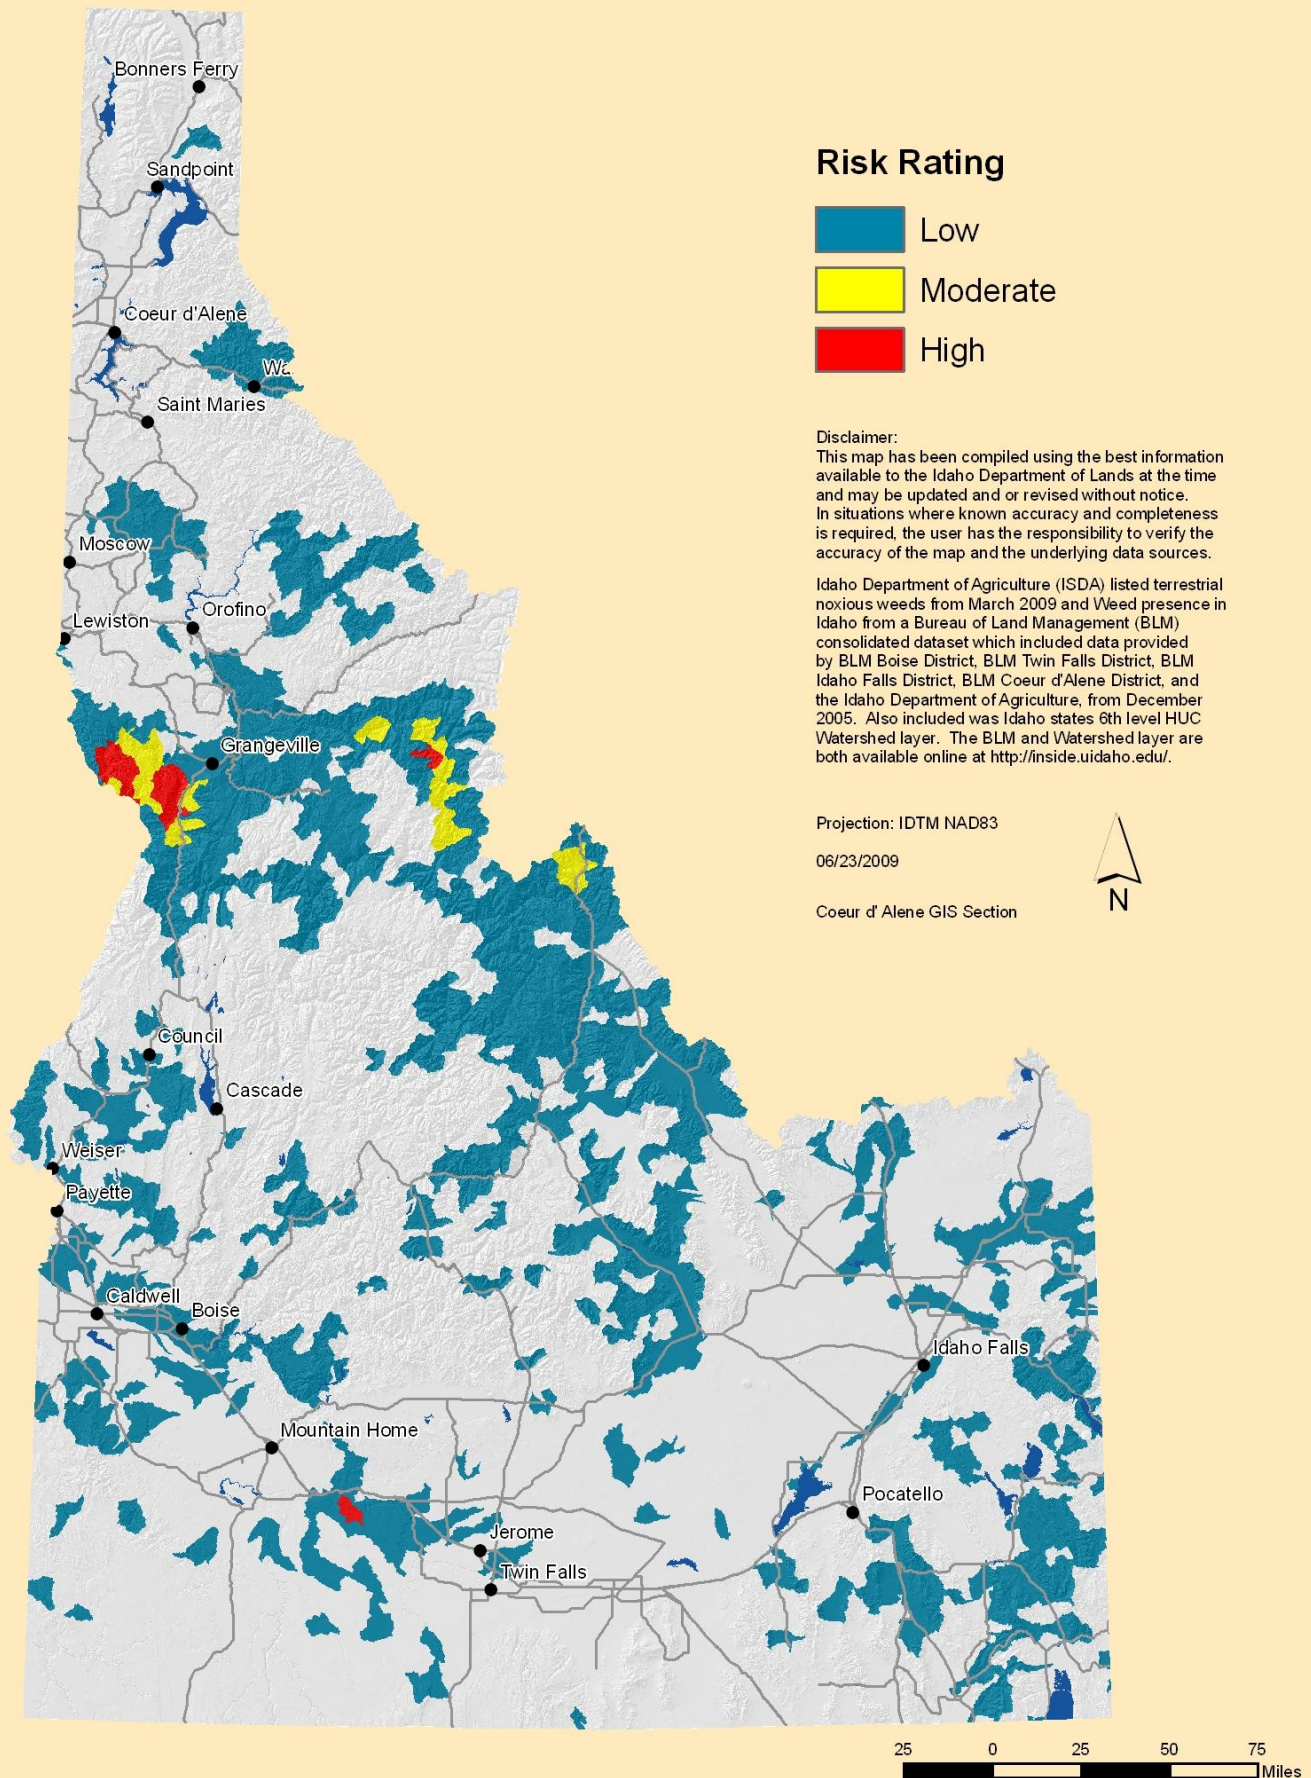 Bonners Ferry
Sandpoint
Coeur d'Alene
Wa
Saint Maries
Moscow
Lewiston
Orofino
Grangeville
Council
Cascade
Weiser
Payette
Caldwell
Boise
Idaho Falls
Mountain Home
Pocatello
Jerome
Twin Falls
Risk Rating
Low
Moderate
High
Disclaimer:
This map has been compiled using the best information
available to the Idaho Department of Lands at the time
and may be updated and or revised without notice.
In situations where known accuracy and completeness
is required, the user has the responsibility to verify the
accuracy of the map and the underlying data sources.
Idaho Department of Agriculture (ISDA) listed terrestrial
noxious weeds from March 2009 and Weed presence in
Idaho from a Bureau of Land Management (BLM)
consolidated dataset which included data provided
by BLM Boise District, BLM Twin Falls District, BLM
Idaho Falls District, BLM Coeur d'Alene District, and
the Idaho Department of Agriculture, from December
2005. Also included was Idaho states 6th level HUC
Watershed layer. The BLM and Watershed layer are
both available online at http://inside.uidaho.edu/.
Projection: IDTM NAD83
06/23/2009
Coeur d' Alene GIS Section
N
25 0 25 50 75
Miles